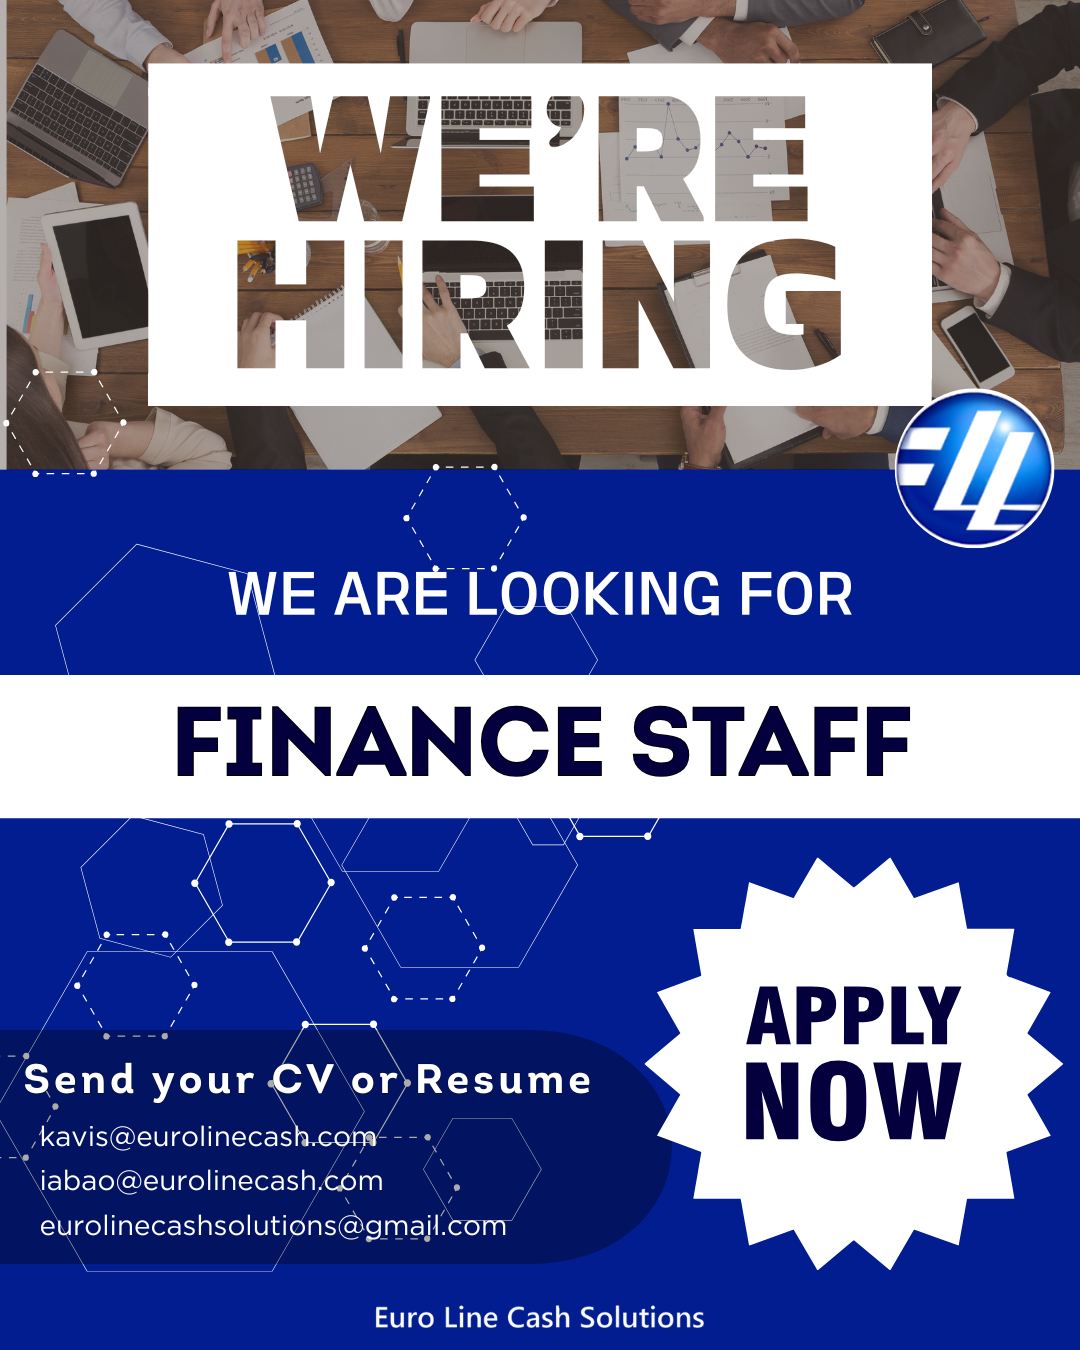 WE'RE
HIRING
WE ARE LOOKING FOR
FINANCE STAFF
APPLY
NOW
Send your CV or Resume
kavis@eurolinecash.com
iabao@eurolinecash.com
eurolinecashsolutions@gmail.com
Euro Line Cash Solutions